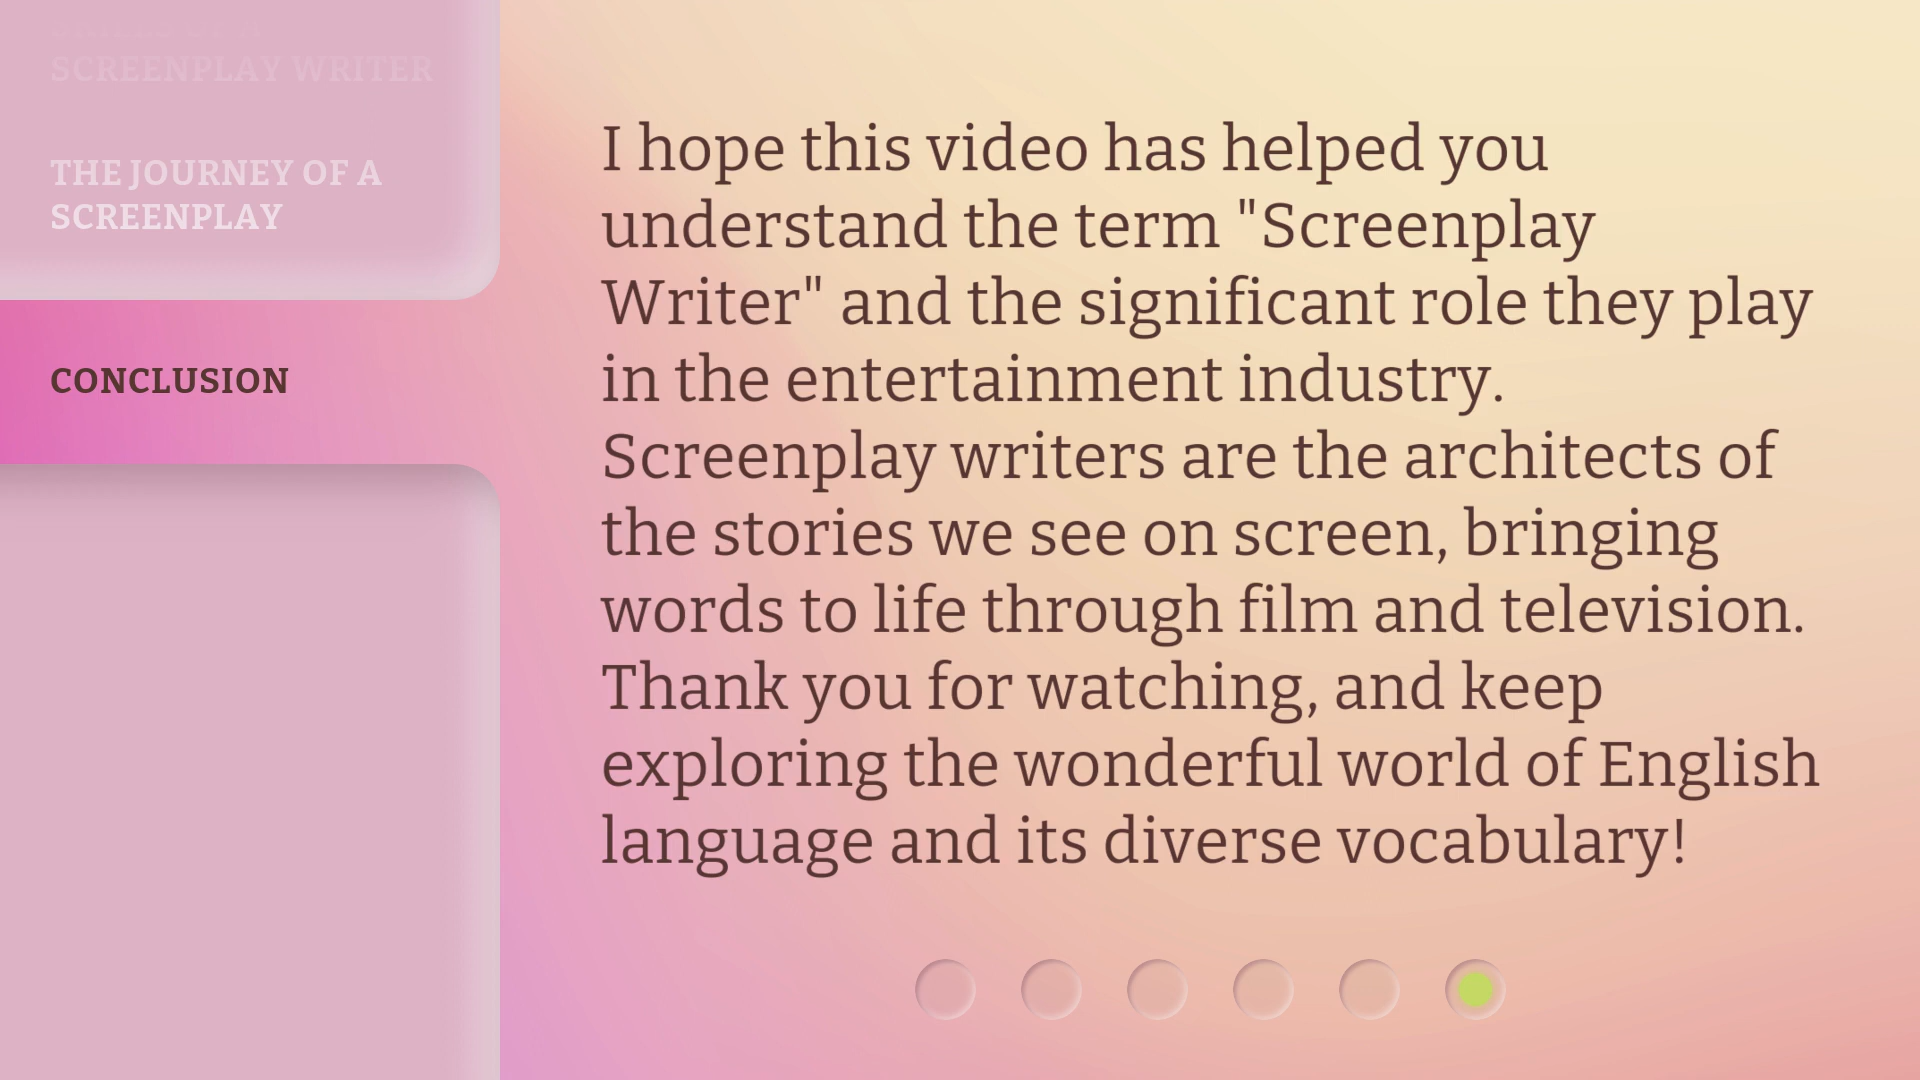 SKILLS OF A
SCREENPLAY WRITER
THE JOURNEY OF A
SCREENPLAY
CONCLUSION
I hope this video has helped you
understand the term "Screenplay
Writer" and the significant role they play
in the entertainment industry.
Screenplay writers are the architects of
the stories we see on screen, bringing
words to life through film and television.
Thank you for watching, and keep
exploring the wonderful world of English
language and its diverse vocabulary!